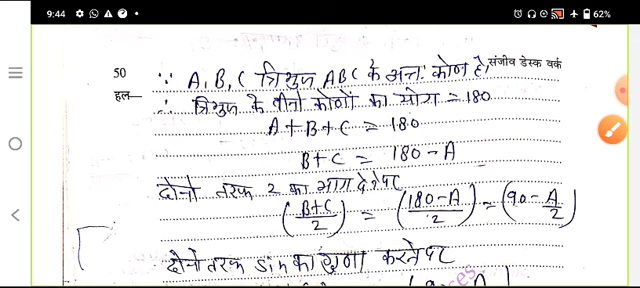 9:44 62%
50 संजीव डेस्क वर्क
∵ A, B, C त्रिभुज ABC के अन्तः कोण है
हल– ∴ त्रिभुज के तीनो कोणों का योग = 180
A + B + C = 180
B + C = 180 - A
दोनो तरफ 2 का भाग देने पर
(B+C/2) = (180-A/2) = (90 - A/2)
दोनो तरफ sin का गुणा करने पर